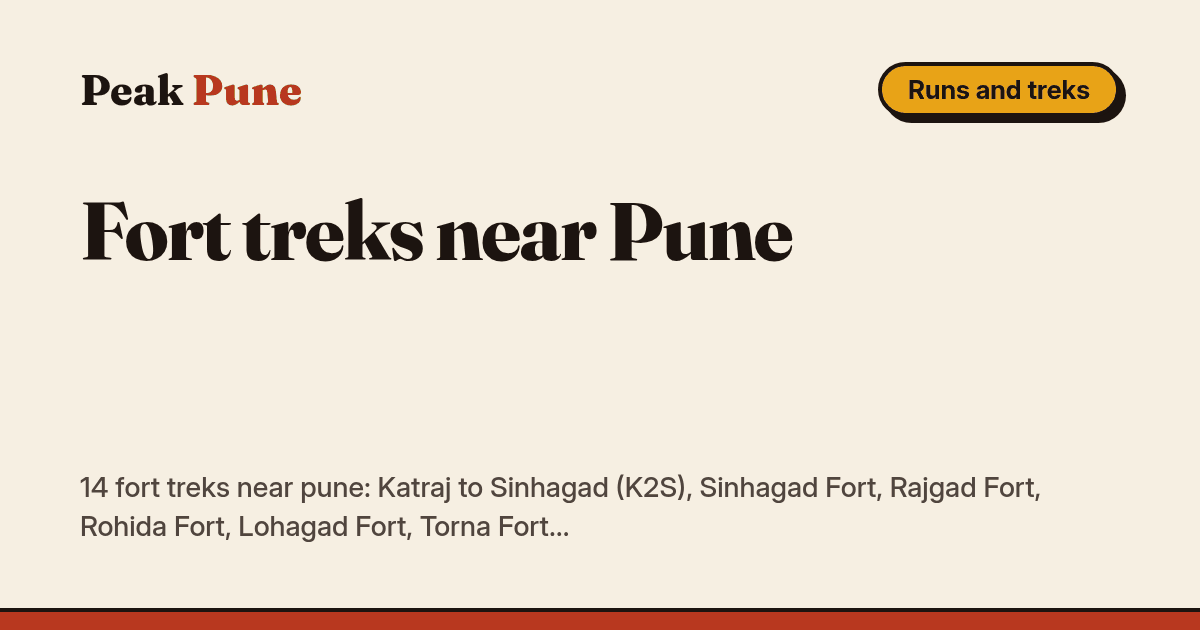 Peak Pune
Runs and treks
Fort treks near Pune
14 fort treks near pune: Katraj to Sinhagad (K2S), Sinhagad Fort, Rajgad Fort,
Rohida Fort, Lohagad Fort, Torna Fort...